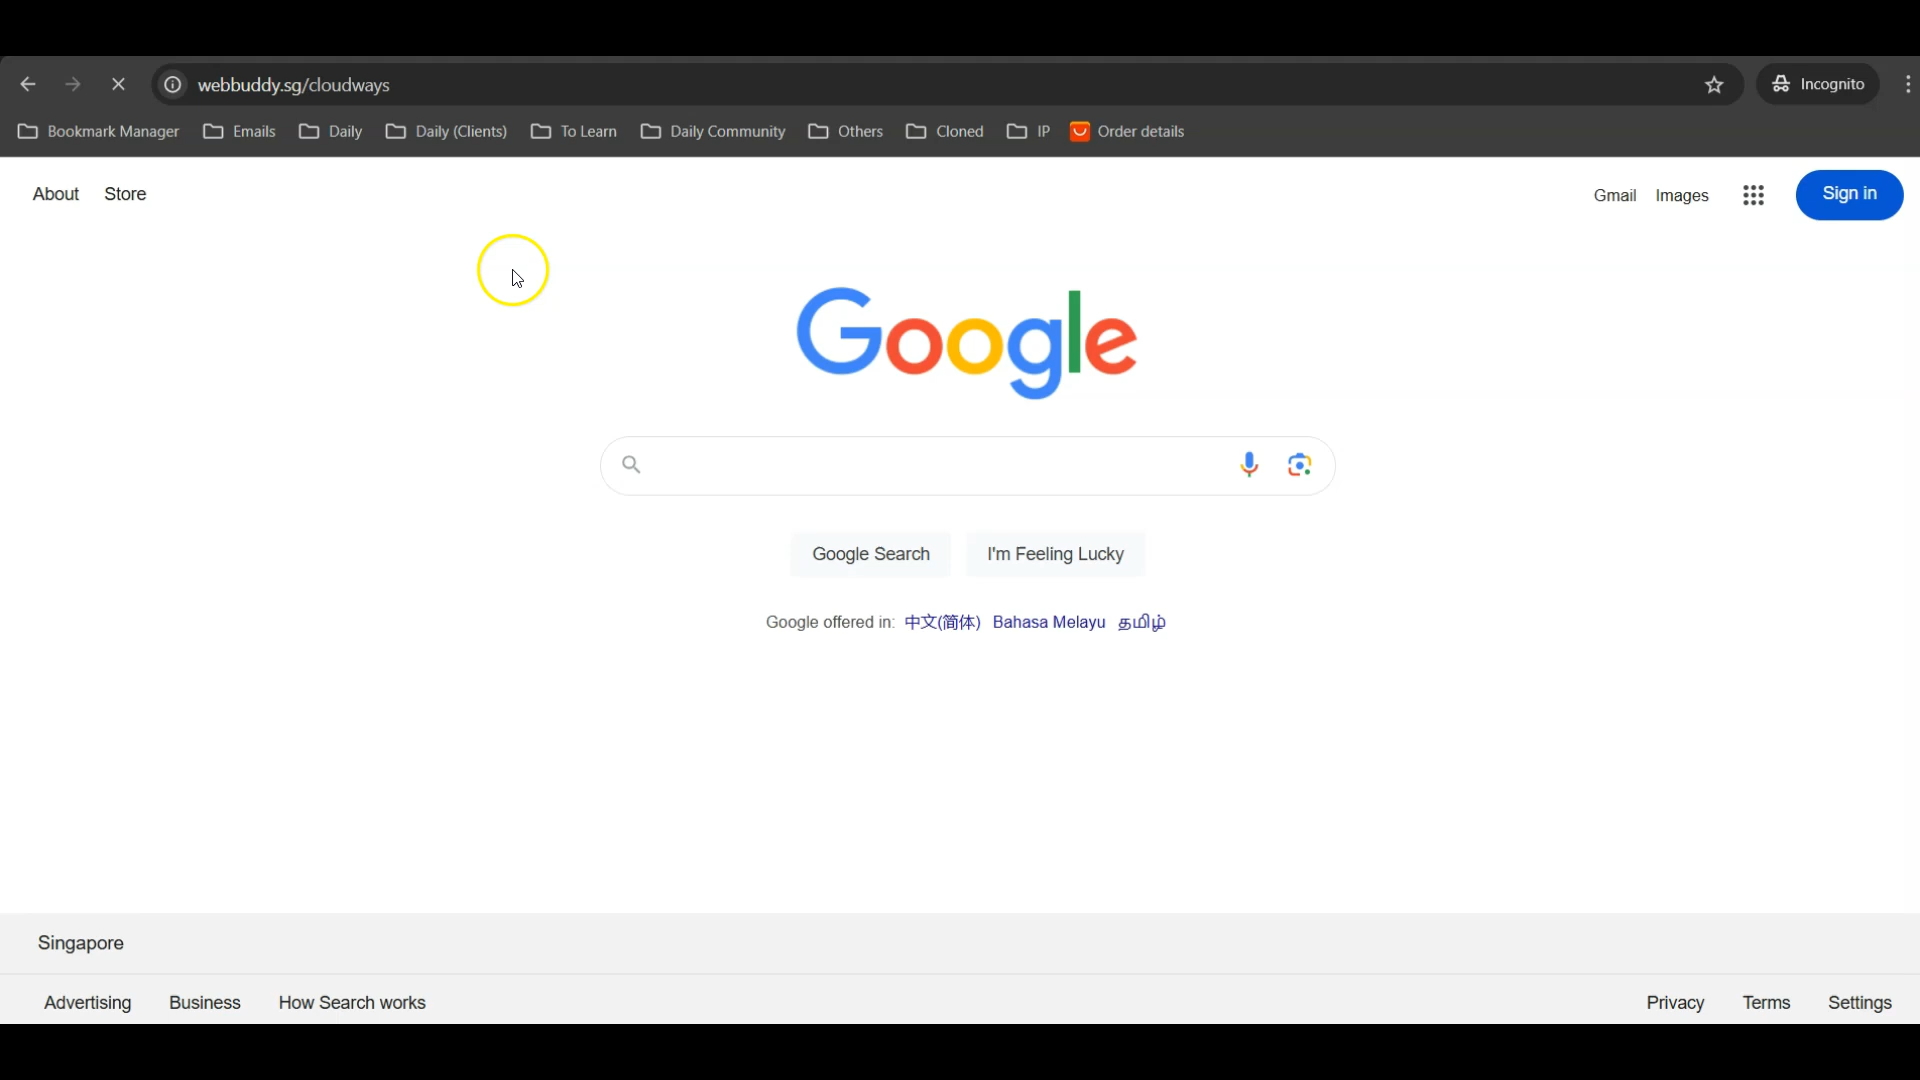 webbuddy.sg/cloudways Incognito
Bookmark Manager Emails Daily Daily (Clients) To Learn Daily Community Others Cloned IP Order details
About Store Gmail Images Sign in
Google
Google Search I'm Feeling Lucky
Google offered in: 中文(简体) Bahasa Melayu தமிழ்
Singapore
Advertising Business How Search works Privacy Terms Settings